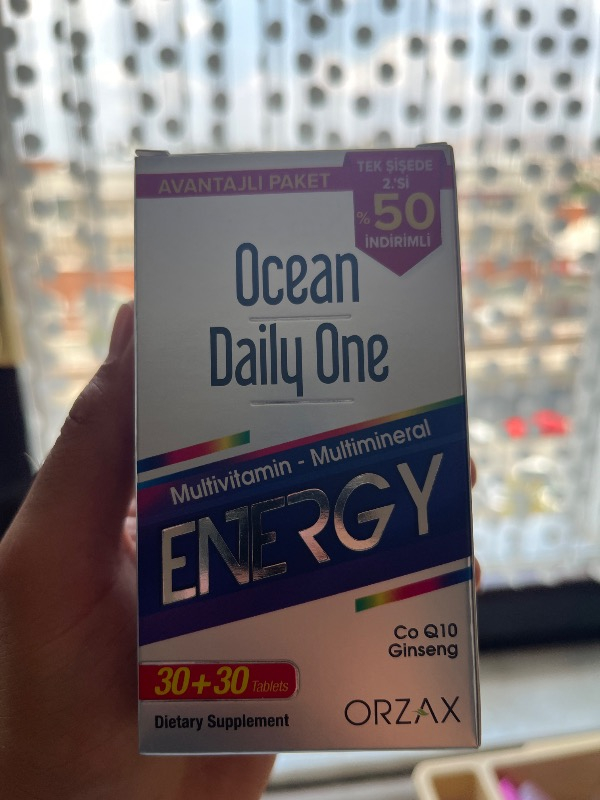 AVANTAJLI PAKET
TEK ŞİŞEDE
2.'Sİ
%50
İNDİRİMLİ
Ocean
Daily One
Multivitamin - Multimineral
ENERGY
Co Q10
Ginseng
30+30 Tablets
Dietary Supplement
ORZAX